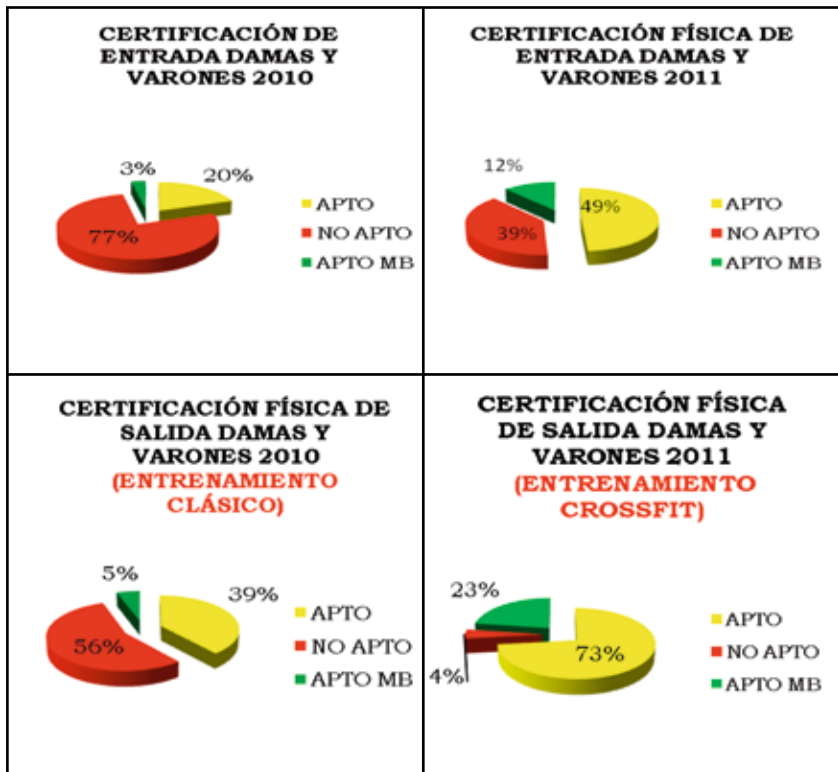 CERTIFICACIÓN DE
ENTRADA DAMAS Y
VARONES 2010
3%
20%
77%
APTO
NO APTO
APTO MB
CERTIFICACIÓN FÍSICA DE
ENTRADA DAMAS Y
VARONES 2011
12%
49%
39%
APTO
NO APTO
APTO MB
CERTIFICACIÓN FÍSICA DE
SALIDA DAMAS Y
VARONES 2010
(ENTRENAMIENTO
CLÁSICO)
5%
39%
56%
APTO
NO APTO
APTO MB
CERTIFICACIÓN FÍSICA
DE SALIDA DAMAS Y
VARONES 2011
(ENTRENAMIENTO
CROSSFIT)
23%
73%
4%
APTO
NO APTO
APTO MB